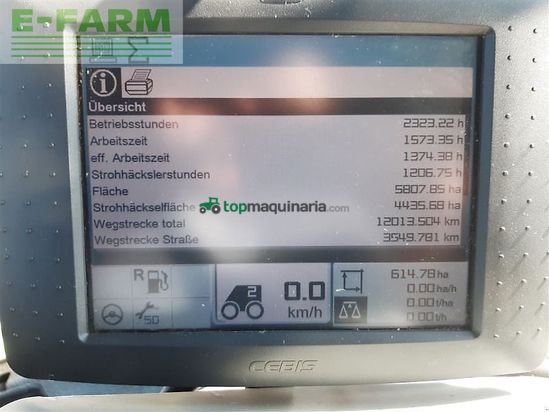 E-FARM
Übersicht
Betriebsstunden 2323.22 h
Arbeitszeit 1573.35 h
eff. Arbeitszeit 1374.38 h
Strohhäckslerstunden 1206.75 h
Fläche 5807.85 ha
Strohhäckselfläche 4435.68 ha
topmaquinaria.com
Wegstrecke total 12013.504 km
Wegstrecke Straße 3549.781 km
R 2 614.78 ha
0.0 0.00 ha/h
50 km/h 0.00 t/ha
0.00 t/h
CEBIS